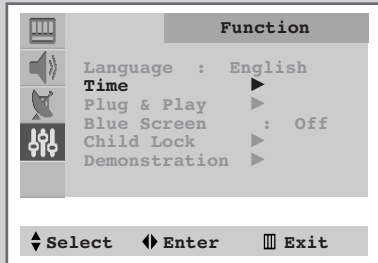 Function
Language : English
Time ▶
Plug & Play ▶
Blue Screen : Off
Child Lock ▶
Demonstration ▶
Select Enter Exit